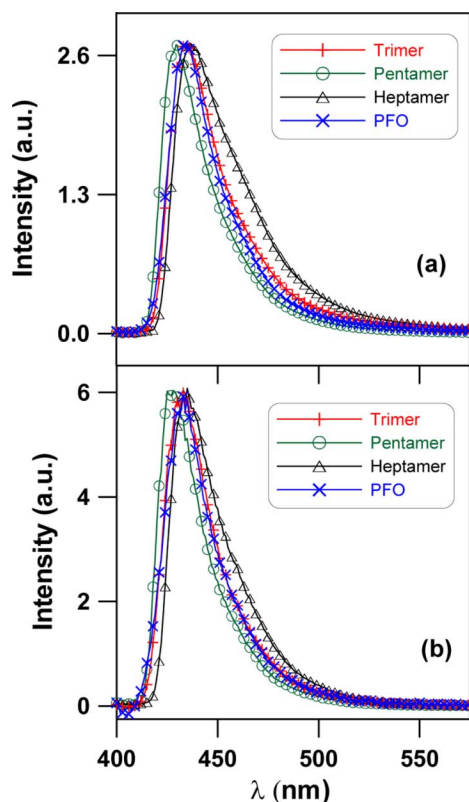 2.6
1.3
0.0
Intensity (a.u.)
Trimer
Pentamer
Heptamer
PFO
(a)
6
4
2
0
Intensity (a.u.)
Trimer
Pentamer
Heptamer
PFO
(b)
400 450 500 550
λ (nm)